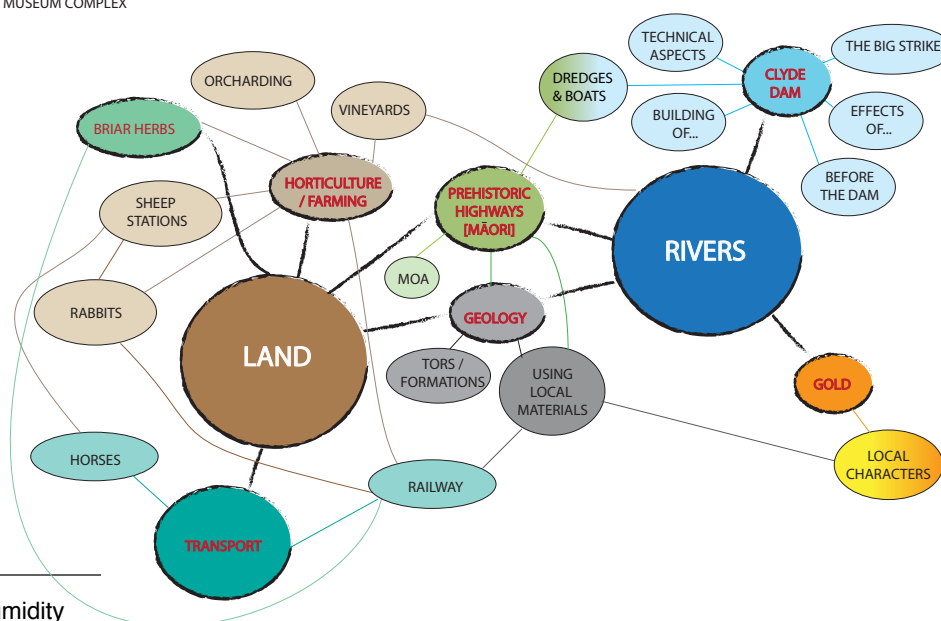 MUSEUM COMPLEX
TECHNICAL
ASPECTS
THE BIG STRIKE
ORCHARDING
DREDGES
& BOATS
CLYDE
DAM
VINEYARDS
BRIAR HERBS
BUILDING
OF...
EFFECTS
OF...
HORTICULTURE
/ FARMING
PREHISTORIC
HIGHWAYS
[MĀORI]
BEFORE
THE DAM
SHEEP
STATIONS
RIVERS
MOA
RABBITS
GEOLOGY
LAND
TORS /
FORMATIONS
USING
LOCAL
MATERIALS
GOLD
HORSES
RAILWAY
LOCAL
CHARACTERS
TRANSPORT
umidity